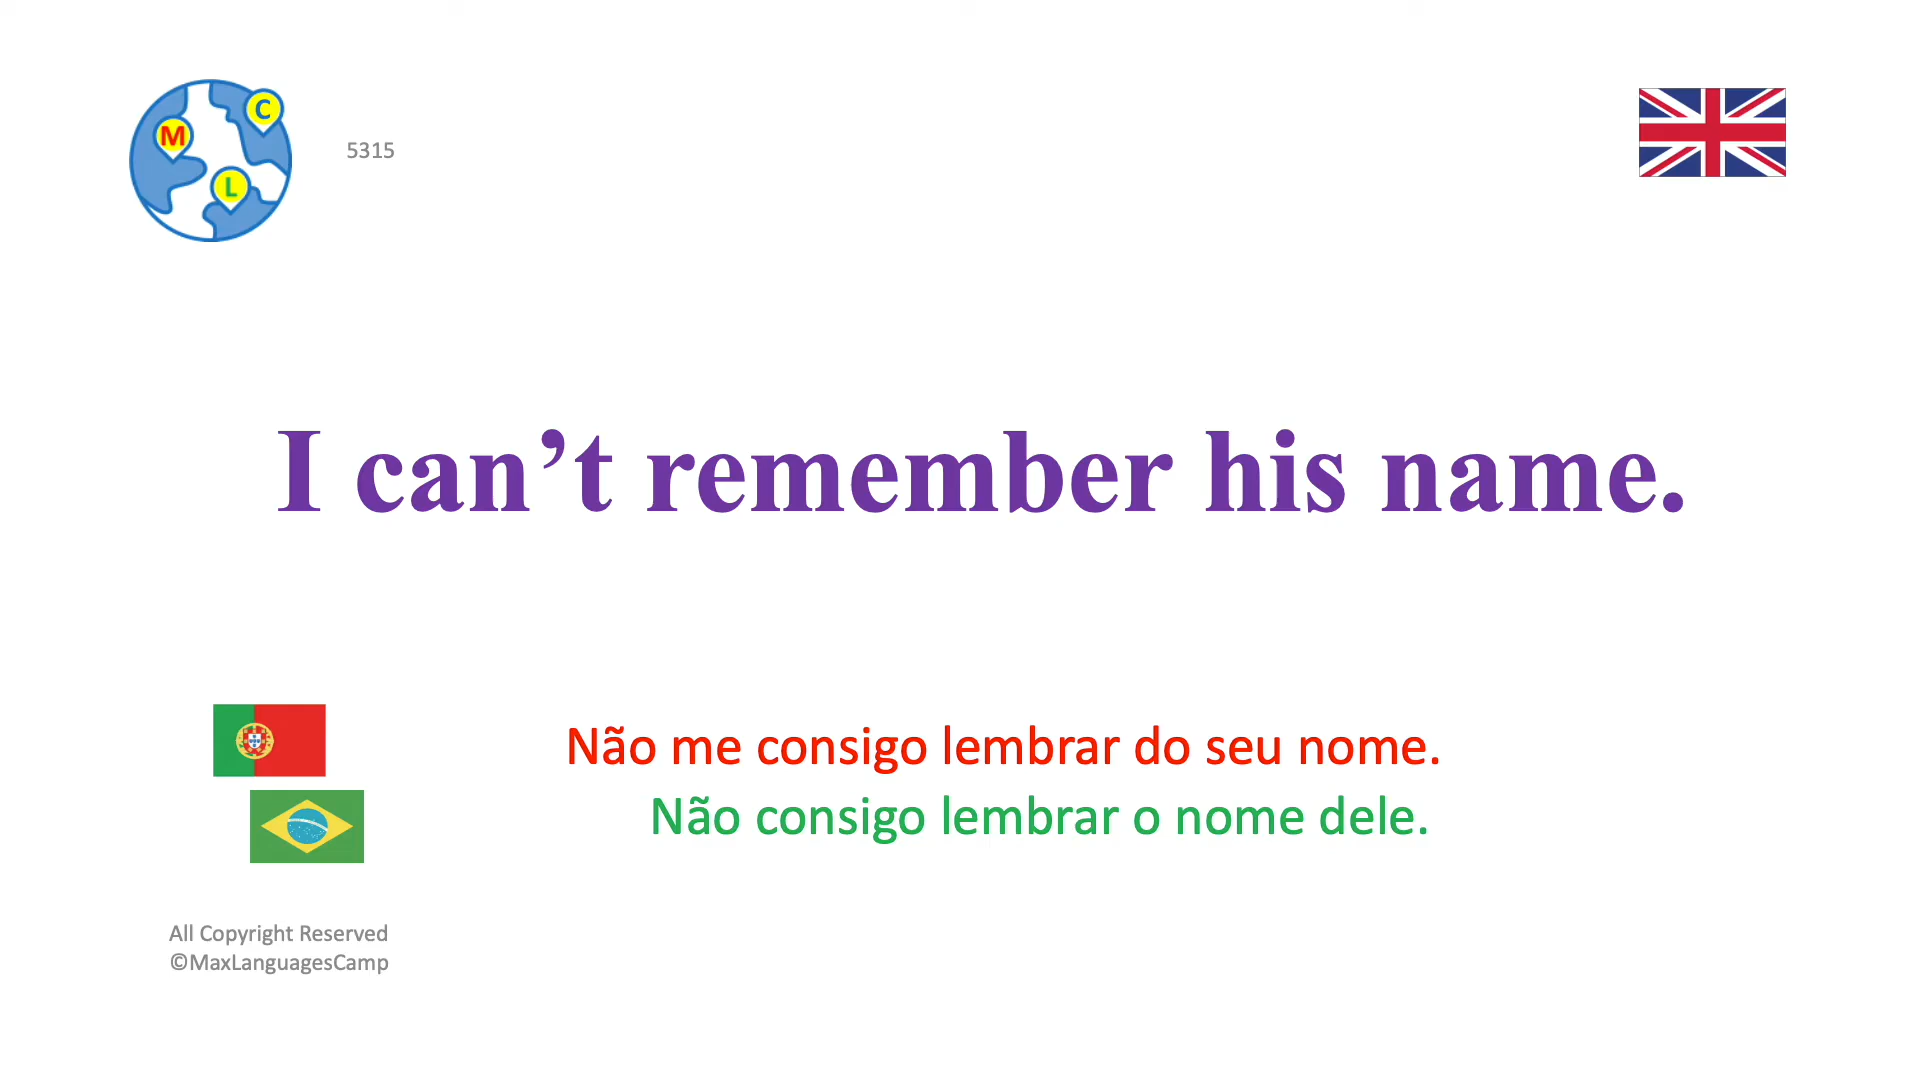 M
C
L
5315
I can’t remember his name.
Não me consigo lembrar do seu nome.
Não consigo lembrar o nome dele.
All Copyright Reserved
©MaxLanguagesCamp